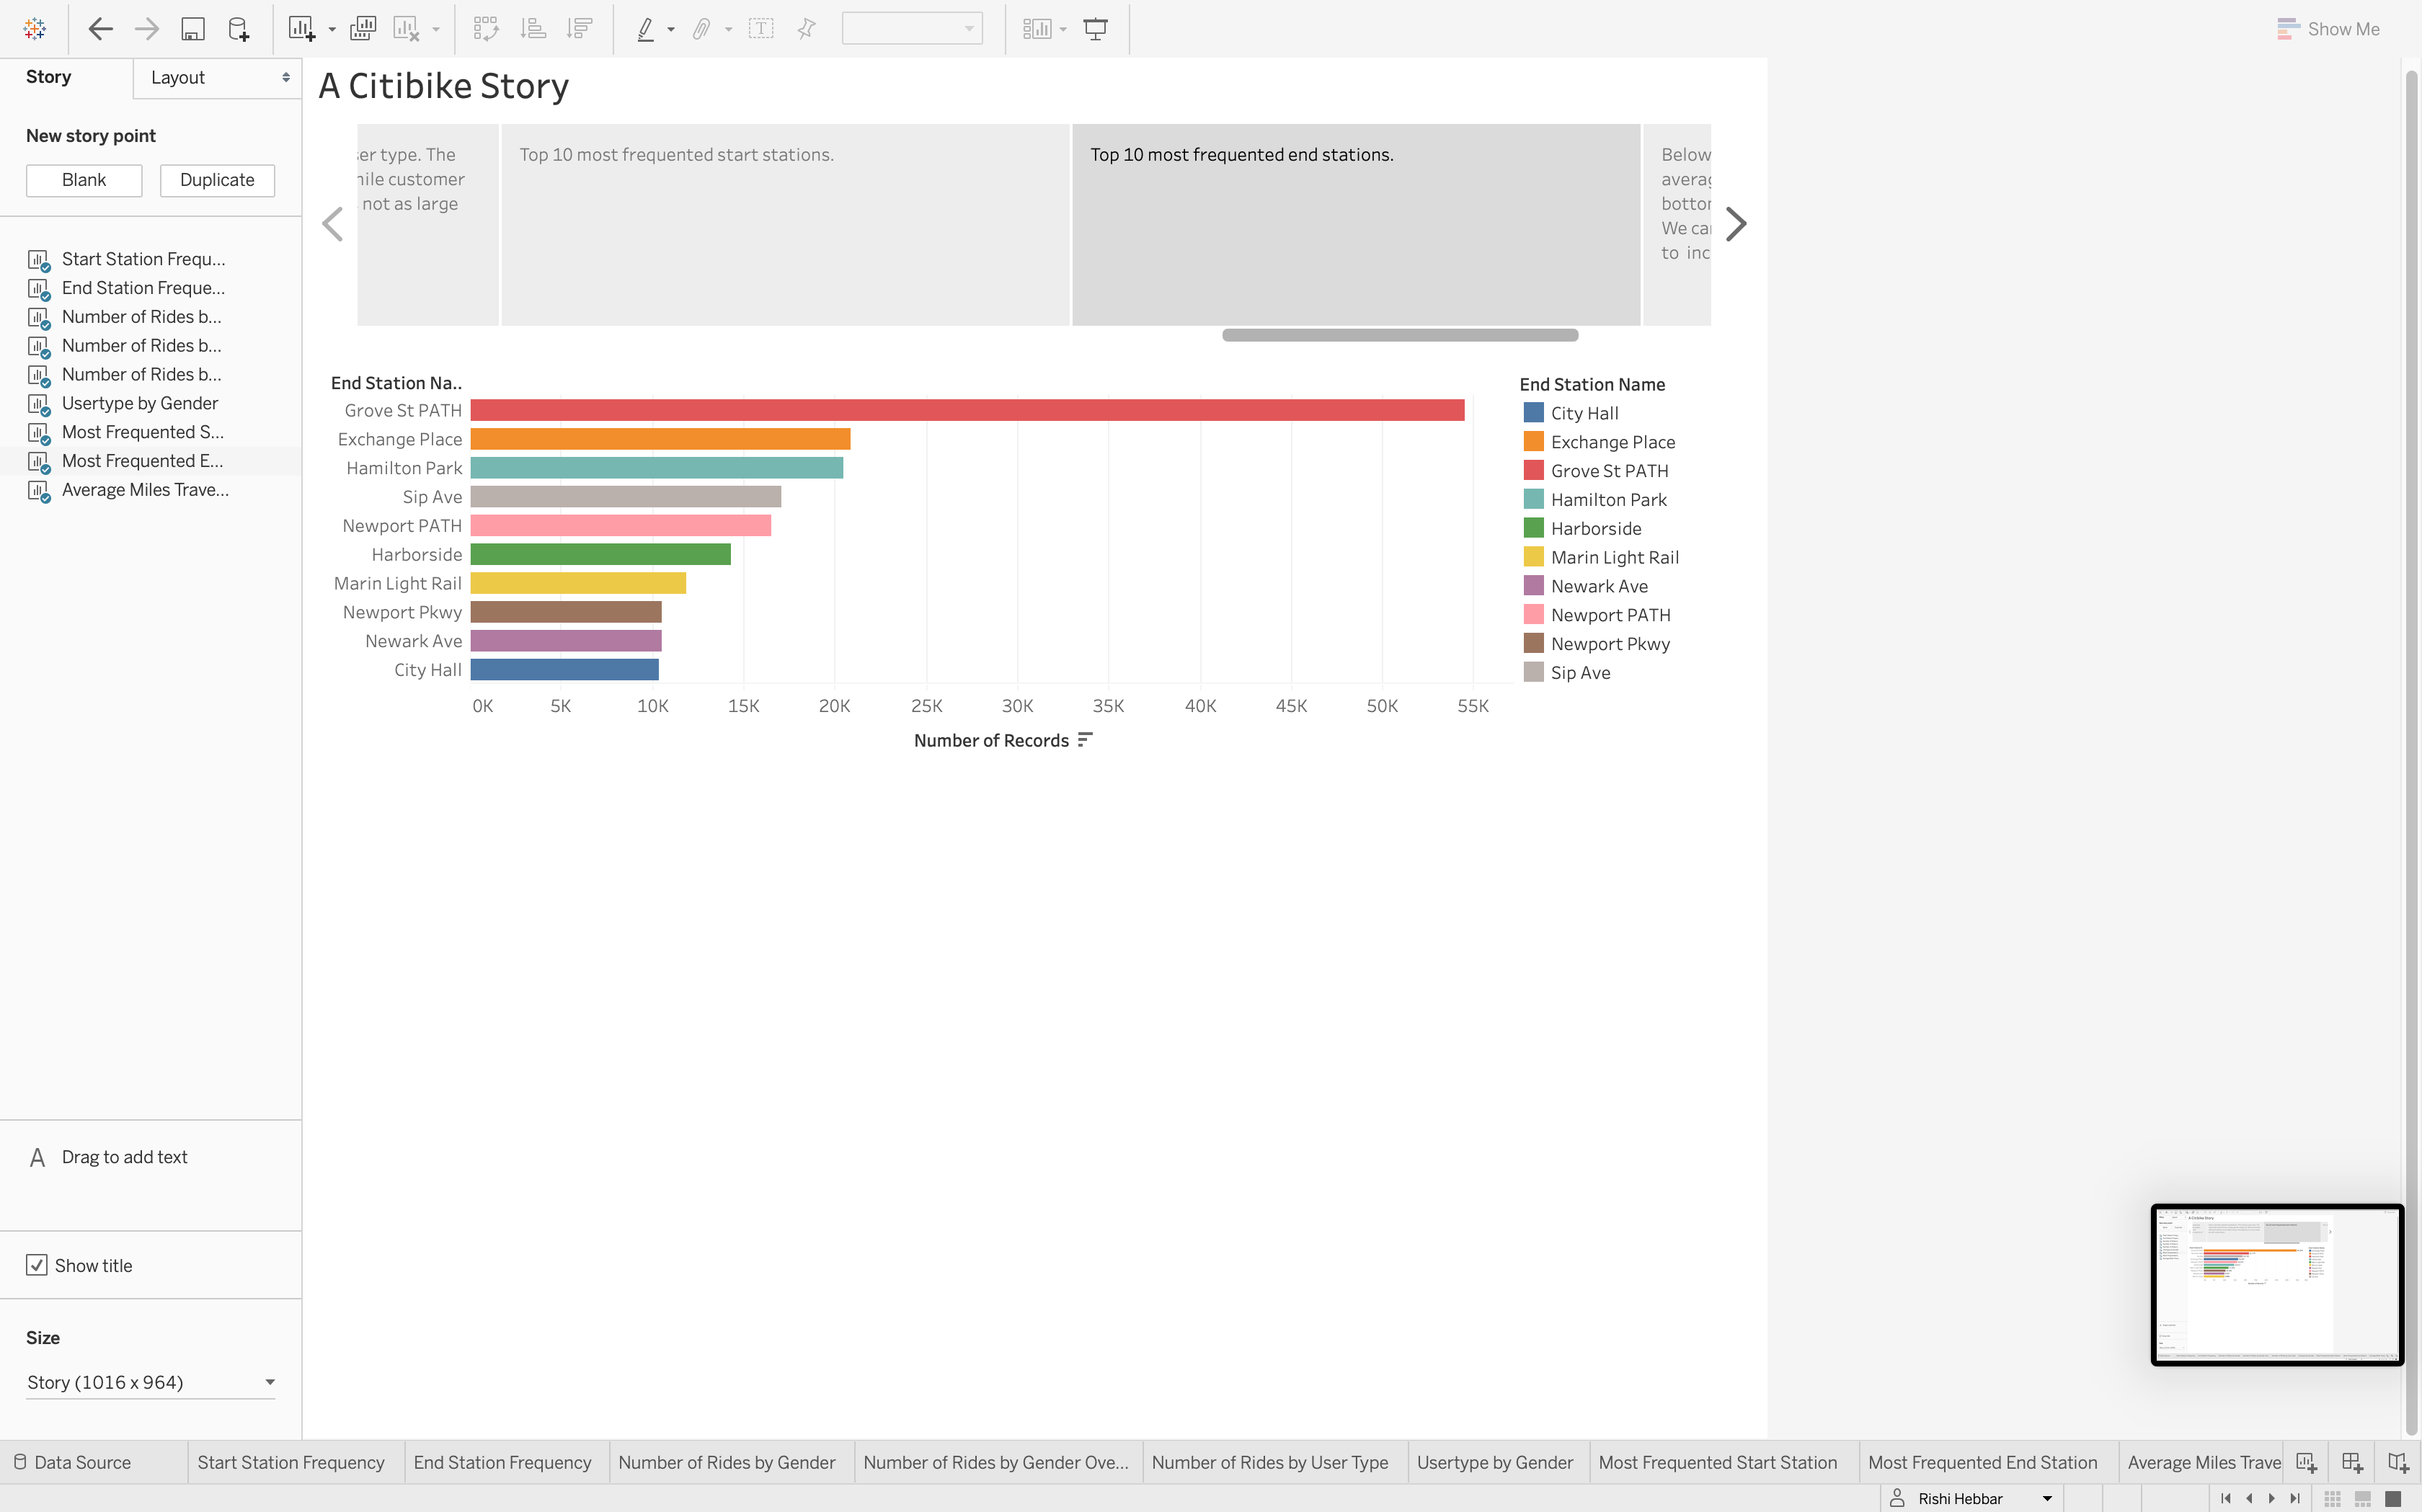 Show Me
Story
Layout
New story point
Blank
Duplicate
Start Station Frequ...
End Station Freque...
Number of Rides b...
Number of Rides b...
Number of Rides b...
Usertype by Gender
Most Frequented S...
Most Frequented E...
Average Miles Trave...
A Drag to add text
Show title
Size
Story (1016 x 964)
A Citibike Story
type. The
customer
not as large
Top 10 most frequented start stations.
Top 10 most frequented end stations.
Below
We
to
End Station Na..
Grove St PATH
Exchange Place
Hamilton Park
Sip Ave
Newport PATH
Harborside
Marin Light Rail
Newport Pkwy
Newark Ave
City Hall
0K 5K 10K 15K 20K 25K 30K 35K 40K 45K 50K 55K
Number of Records
End Station Name
City Hall
Exchange Place
Grove St PATH
Hamilton Park
Harborside
Marin Light Rail
Newark Ave
Newport PATH
Newport Pkwy
Sip Ave
Data Source
Start Station Frequency
End Station Frequency
Number of Rides by Gender
Number of Rides by Gender Ove...
Number of Rides by User Type
Usertype by Gender
Most Frequented Start Station
Most Frequented End Station
Average Miles Trave
Rishi Hebbar